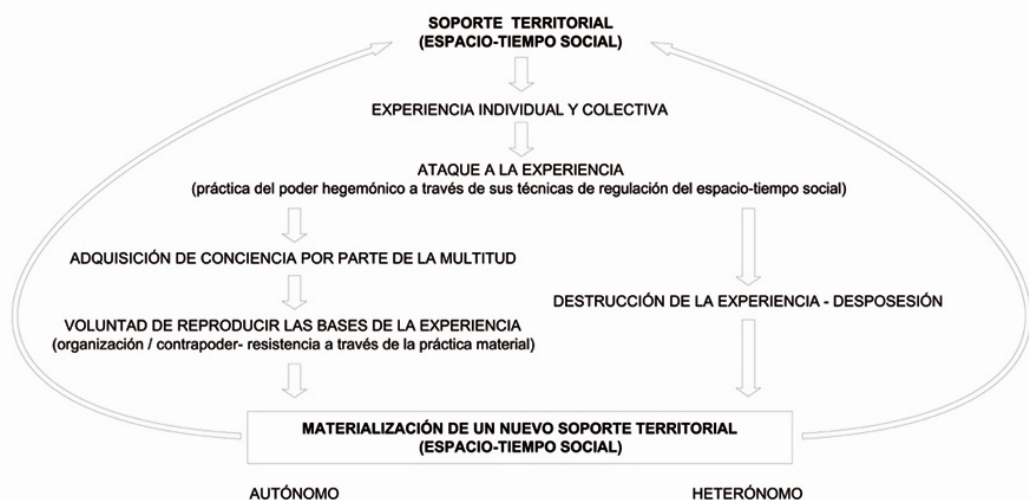 SOPORTE TERRITORIAL
(ESPACIO-TIEMPO SOCIAL)
EXPERIENCIA INDIVIDUAL Y COLECTIVA
ATAQUE A LA EXPERIENCIA
(práctica del poder hegemónico a través de sus técnicas de regulación del espacio-tiempo social)
ADQUISICIÓN DE CONCIENCIA POR PARTE DE LA MULTITUD
VOLUNTAD DE REPRODUCIR LAS BASES DE LA EXPERIENCIA
(organización / contrapoder- resistencia a través de la práctica material)
DESTRUCCIÓN DE LA EXPERIENCIA - DESPOSESIÓN
MATERIALIZACIÓN DE UN NUEVO SOPORTE TERRITORIAL
(ESPACIO-TIEMPO SOCIAL)
AUTÓNOMO
HETERÓNOMO